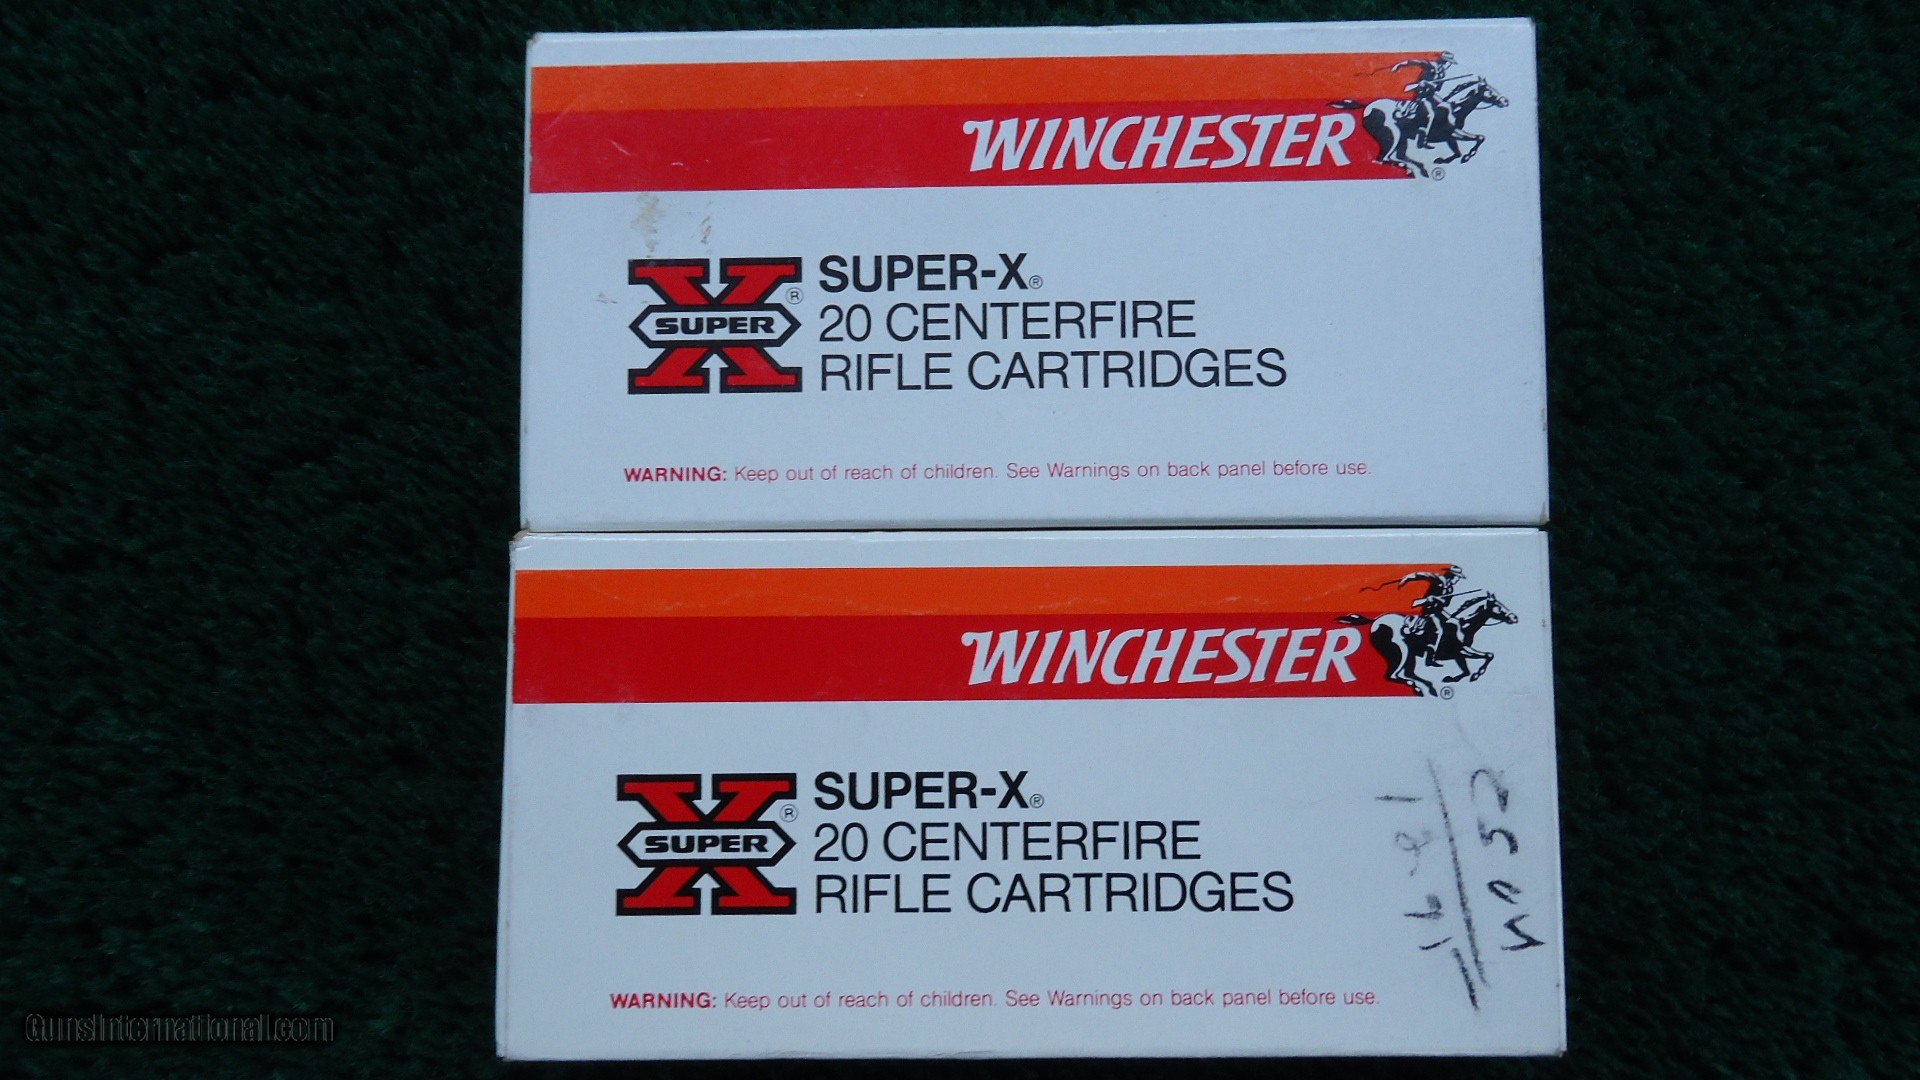 WINCHESTER
®
SUPER ®
SUPER-X®
20 CENTERFIRE
RIFLE CARTRIDGES
WARNING: Keep out of reach of children. See Warnings on back panel before use.
WINCHESTER
®
SUPER ®
SUPER-X®
20 CENTERFIRE
RIFLE CARTRIDGES
WARNING: Keep out of reach of children. See Warnings on back panel before use.
GunsInternational.com